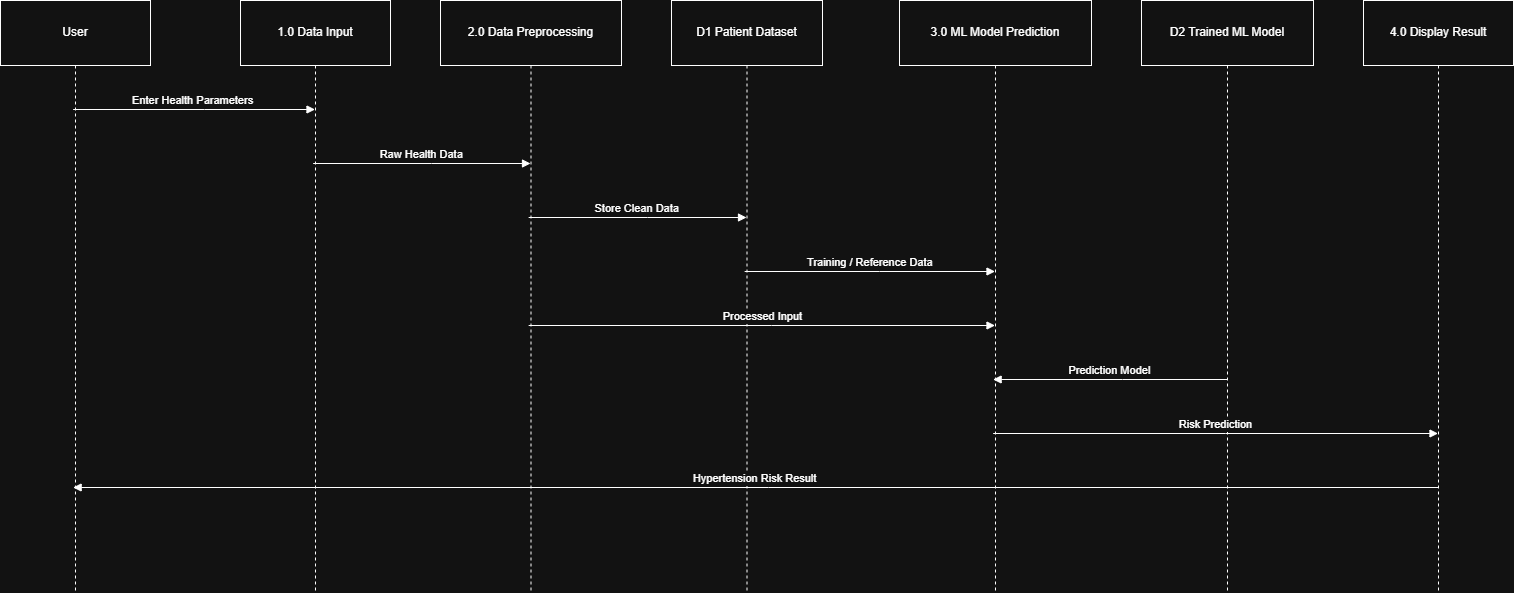 User
1.0 Data Input
2.0 Data Preprocessing
D1 Patient Dataset
3.0 ML Model Prediction
D2 Trained ML Model
4.0 Display Result
Enter Health Parameters
Raw Health Data
Store Clean Data
Training / Reference Data
Processed Input
Prediction Model
Risk Prediction
Hypertension Risk Result